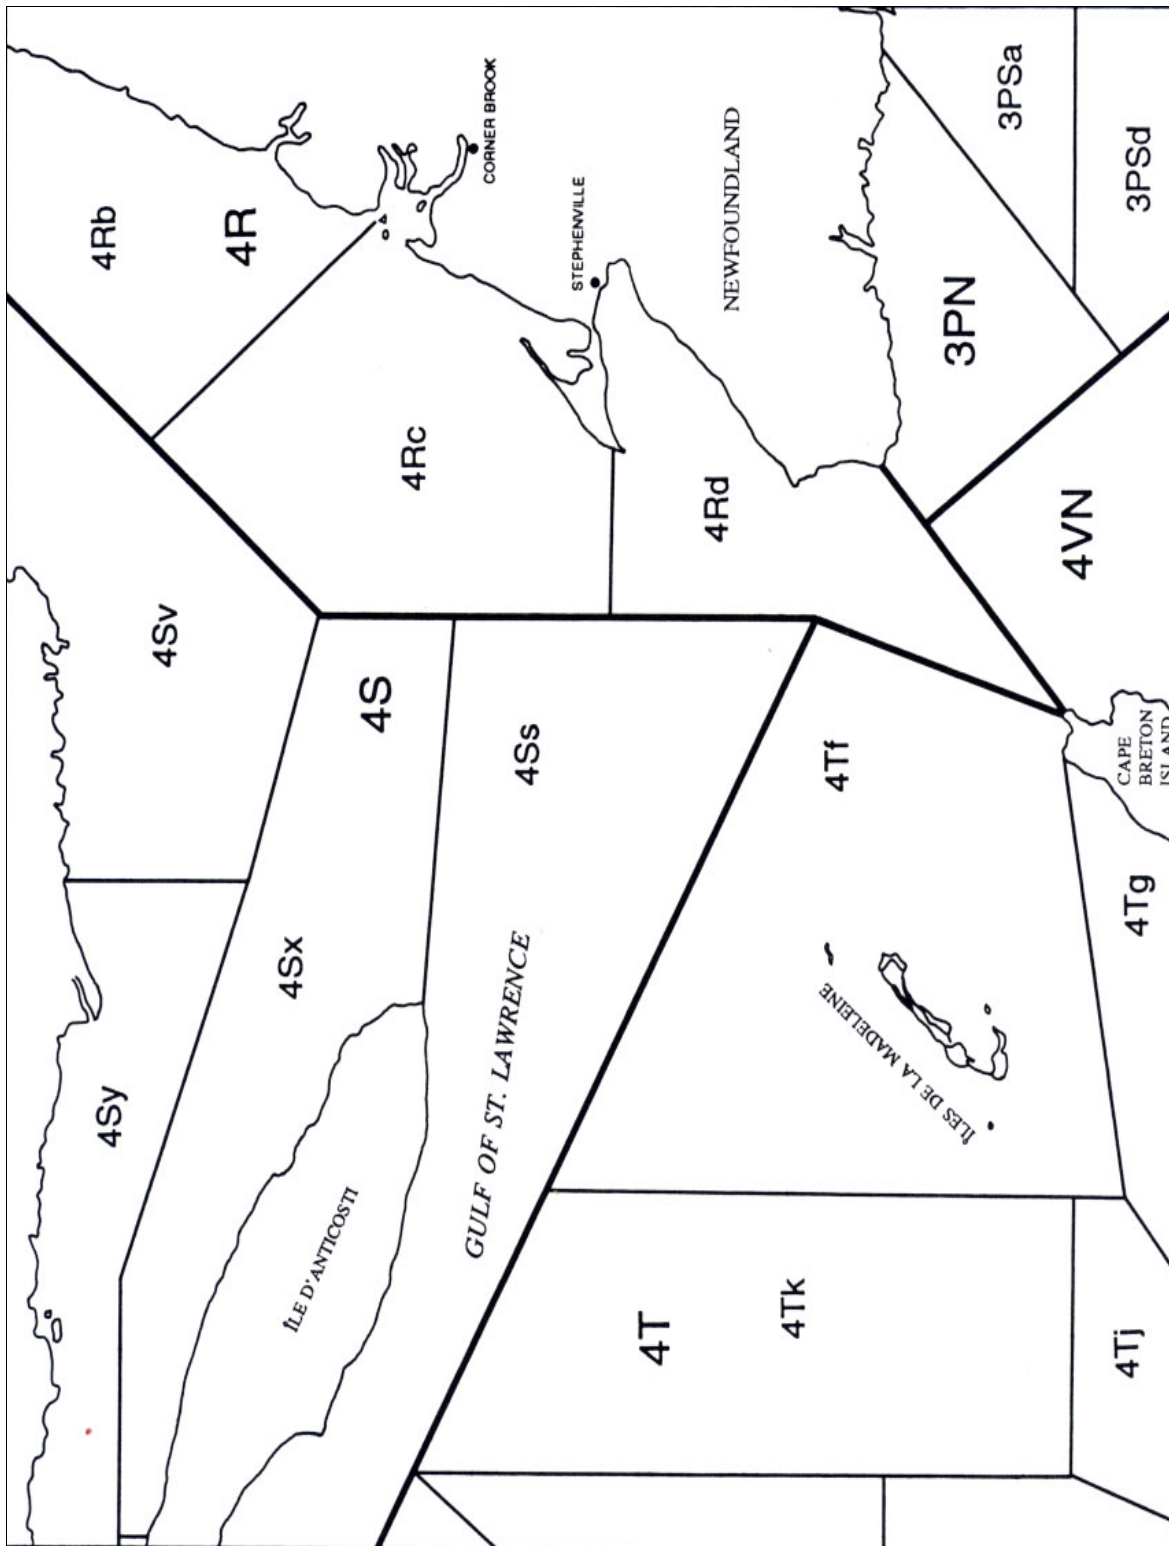 4Sy
4Sx
4Sv
4S
4Ss
ÎLE D'ANTICOSTI
GULF OF ST. LAWRENCE
4Rb
4R
4Rc
4Rd
CORNER BROOK
STEPHENVILLE
NEWFOUNDLAND
3PN
3PSa
3PSd
4VN
4T
4Tk
4Tf
4Tj
4Tg
ÎLES DE LA MADELEINE
CAPE
BRETON
ISLAND